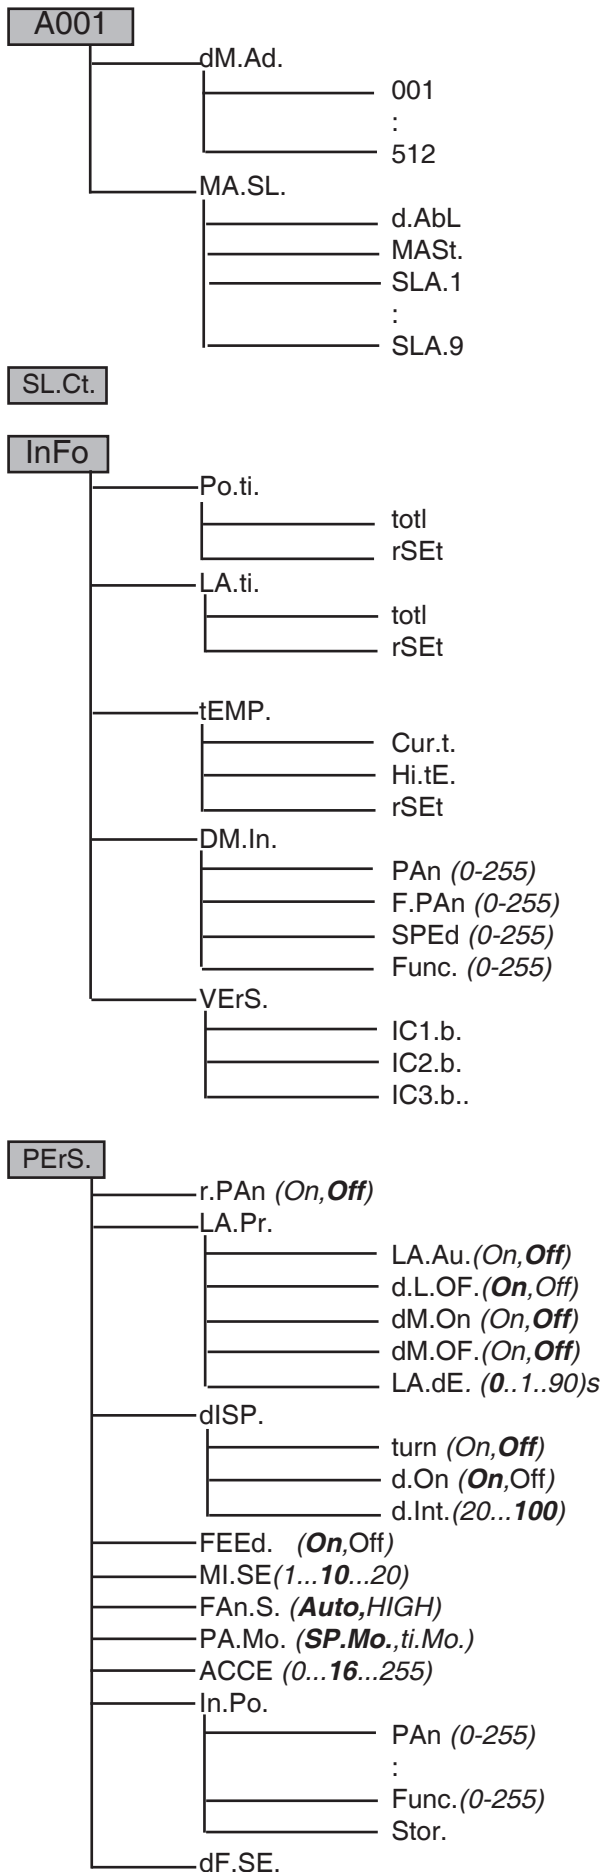 A001
dM.Ad.
001
:
512
MA.SL.
d.AbL
MASt.
SLA.1
:
SLA.9
SL.Ct.
InFo
Po.ti.
totl
rSEt
LA.ti.
totl
rSEt
tEMP.
Cur.t.
Hi.tE.
rSEt
DM.In.
PAn (0-255)
F.PAn (0-255)
SPEd (0-255)
Func. (0-255)
VErS.
IC1.b.
IC2.b.
IC3.b..
PErS.
r.PAn (On,Off)
LA.Pr.
LA.Au.(On,Off)
d.L.OF.(On,Off)
dM.On (On,Off)
dM.OF.(On,Off)
LA.dE. (0..1..90)s
dISP.
turn (On,Off)
d.On (On,Off)
d.Int.(20...100)
FEEd. (On,Off)
MI.SE(1...10...20)
FAn.S. (Auto,HIGH)
PA.Mo. (SP.Mo.,ti.Mo.)
ACCE (0...16...255)
In.Po.
PAn (0-255)
:
Func.(0-255)
Stor.
dF.SE.